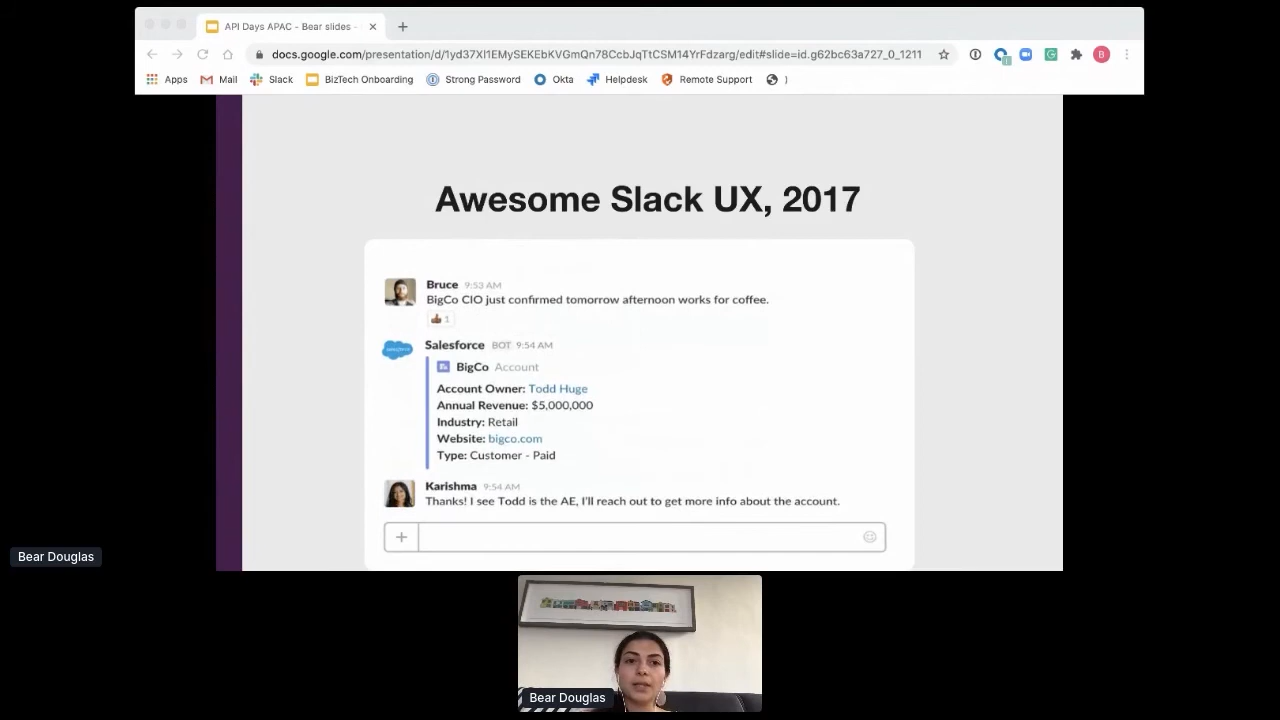 API Days APAC - Bear slides -
docs.google.com/presentation/d/1yd37Xl1EMySEKEbKVGmQn78CcbJqTtCSM14YrFdzarg/edit#slide=id.g62bc63a727_0_1211
B
Apps
Mail
Slack
BizTech Onboarding
Strong Password
Okta
Helpdesk
Remote Support
)
Awesome Slack UX, 2017
Bruce 9:53 AM
BigCo CIO just confirmed tomorrow afternoon works for coffee.
1
Salesforce BOT 9:54 AM
BigCo Account
Account Owner: Todd Huge
Annual Revenue: $5,000,000
Industry: Retail
Website: bigco.com
Type: Customer - Paid
Karishma 9:54 AM
Thanks! I see Todd is the AE, I'll reach out to get more info about the account.
Bear Douglas
Bear Douglas